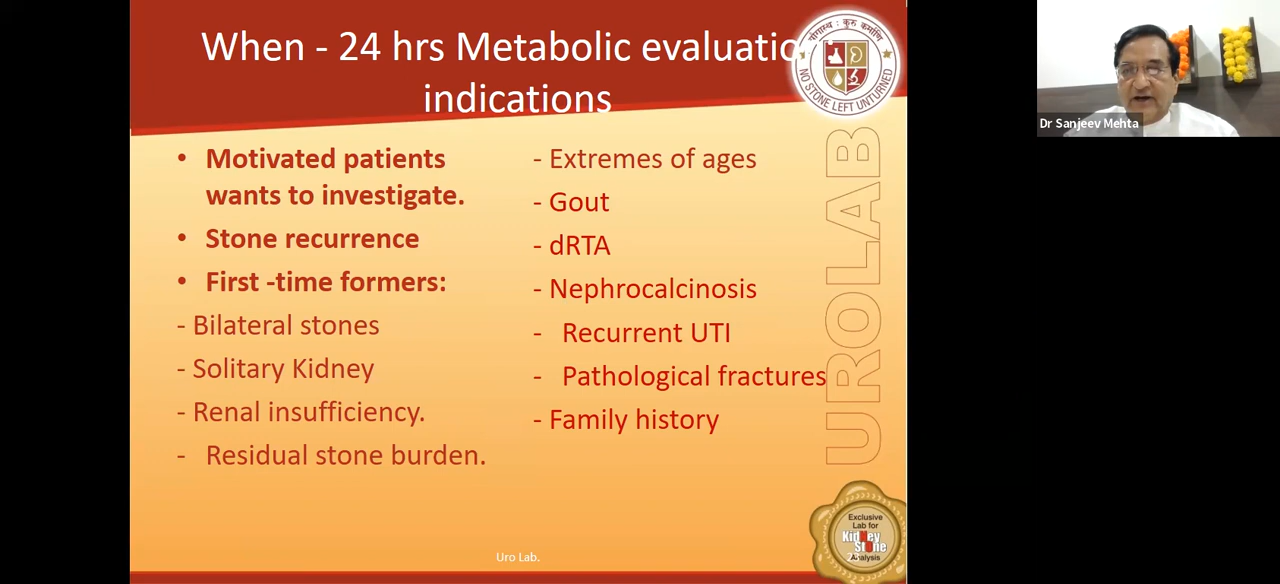 When - 24 hrs Metabolic evaluatio
indications
योगस्थ : कुरु कर्माणि
NO STONE LEFT UNTURNED
• Motivated patients
wants to investigate.
• Stone recurrence
• First -time formers:
- Bilateral stones
- Solitary Kidney
- Renal insufficiency.
- Residual stone burden.
- Extremes of ages
- Gout
- dRTA
- Nephrocalcinosis
- Recurrent UTI
- Pathological fractures
- Family history
UROLAB
Uro Lab.
Exclusive
Lab for
KidNey
Stone
Analysis
Dr Sanjeev Mehta